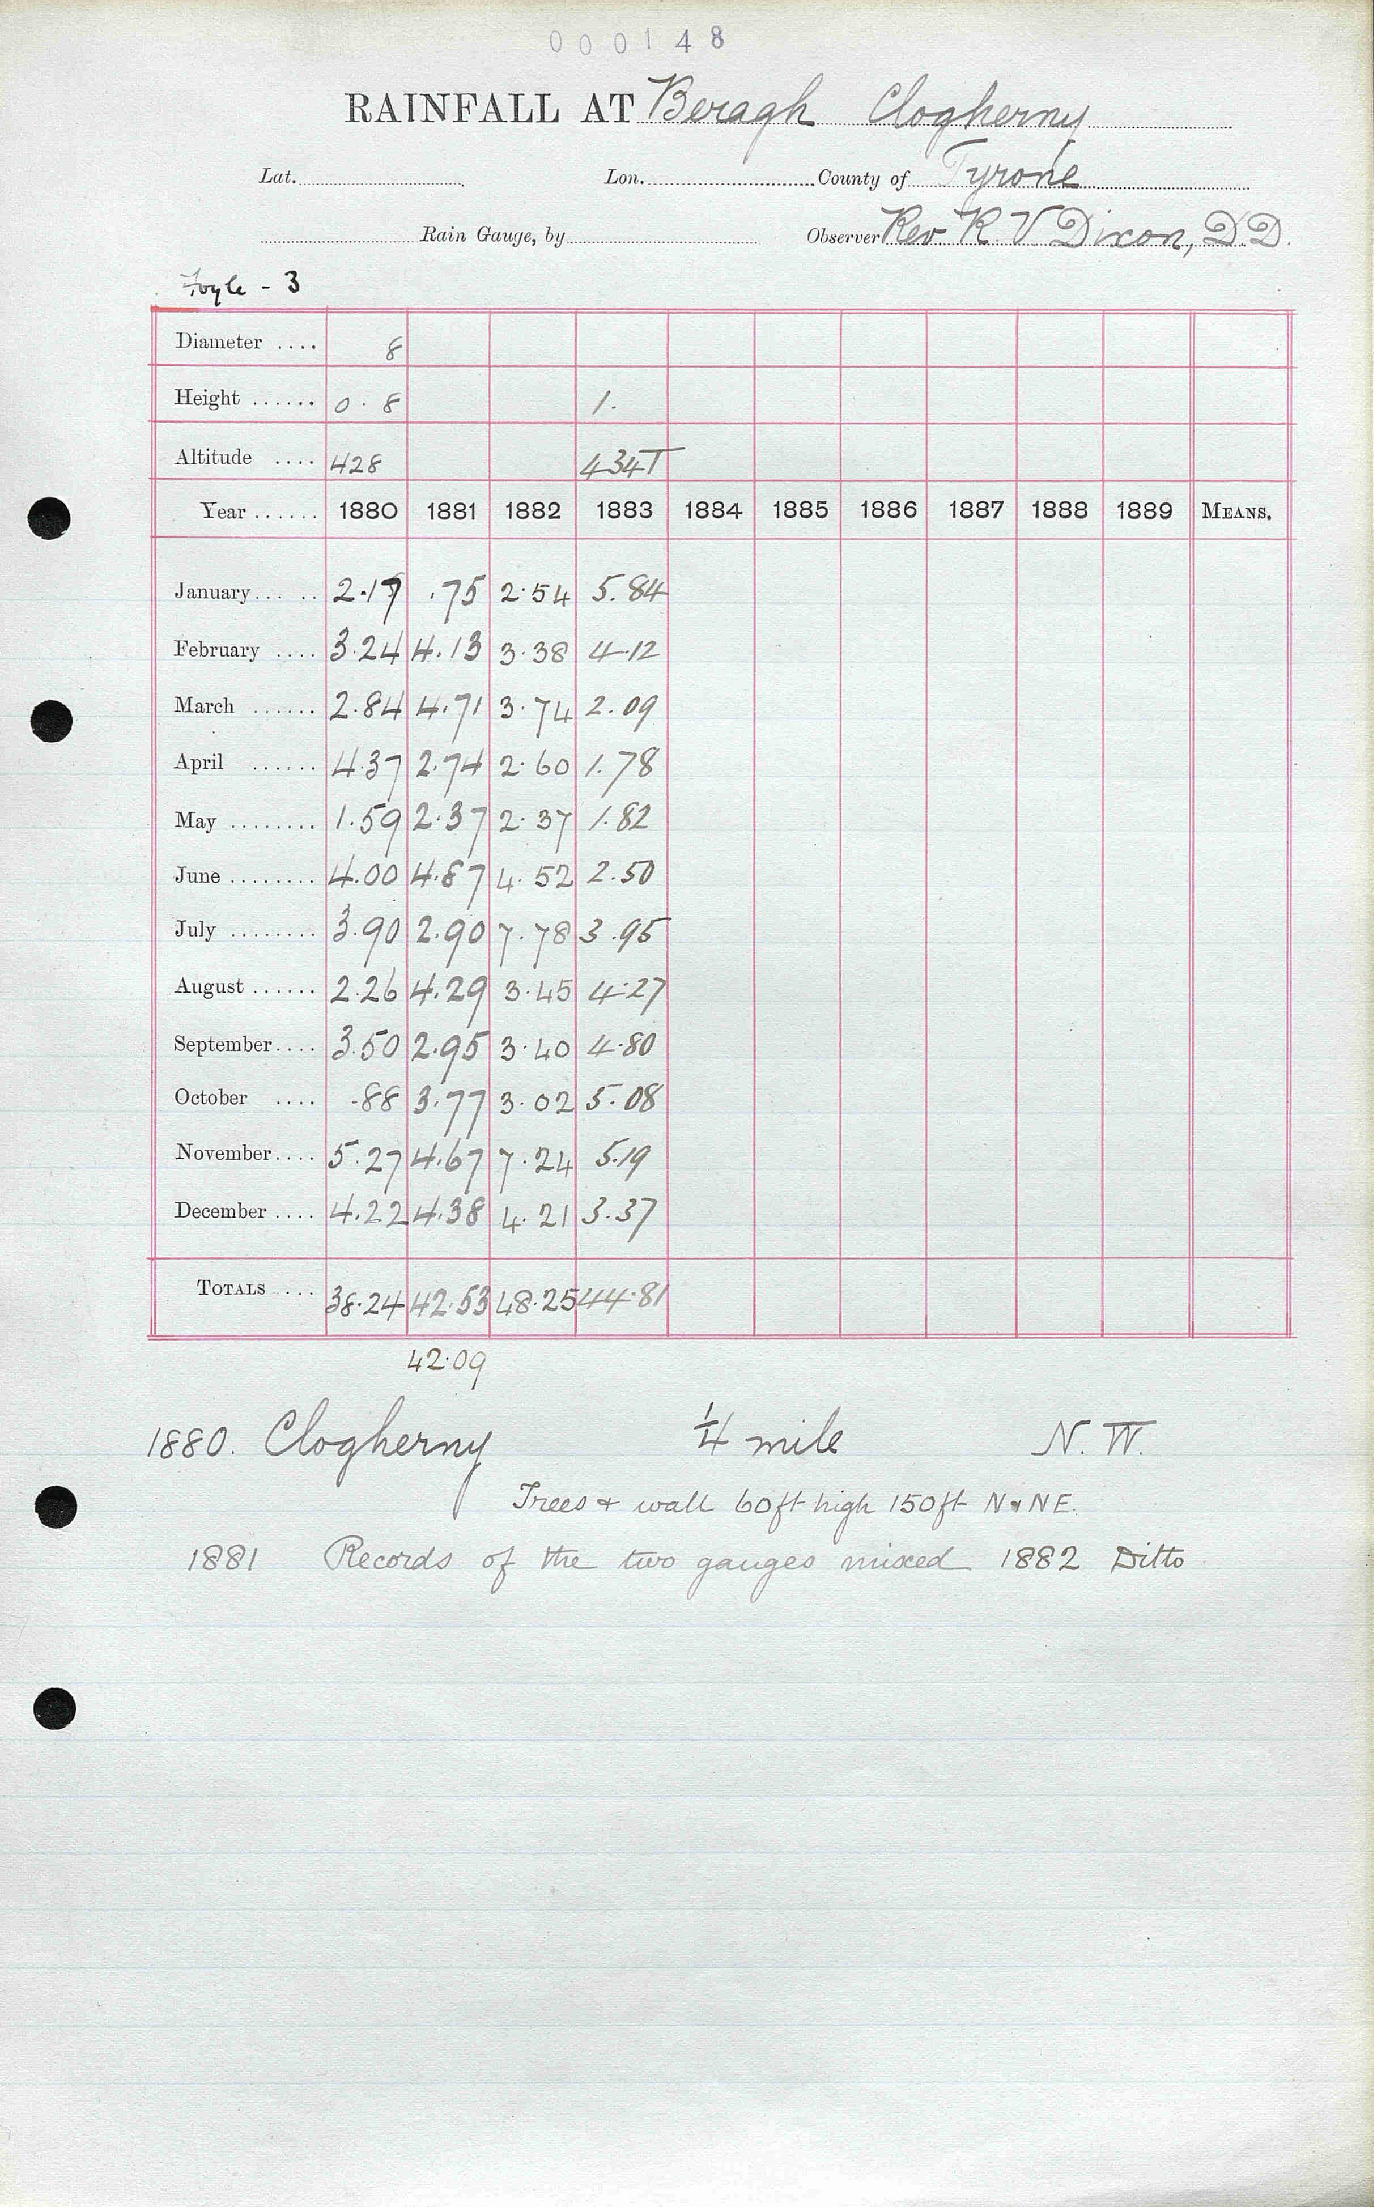 000148
RAINFALL AT Beragh Clogherny
Lat. Lon. County of Tyrone
Rain Gauge, by Observer Rev R V Dixon, D.D.
Foyle - 3
Diameter .... 8
Height ...... 0.8 1.
Altitude .... 428 434T
Year ...... 1880 1881 1882 1883 1884 1885 1886 1887 1888 1889 MEANS.
January.. .. 2.17 .75 2.54 5.84
February .... 3.24 4.13 3.38 4.12
March ...... 2.84 4.71 3.74 2.09
April ...... 4.37 2.74 2.60 1.78
May ........ 1.59 2.37 2.37 1.82
June ........ 4.00 4.87 4.52 2.50
July ........ 3.90 2.90 7.78 3.95
August ...... 2.26 4.29 3.45 4.27
September.... 3.50 2.95 3.40 4.80
October .... .88 3.77 3.02 5.08
November.... 5.27 4.67 7.24 5.19
December .... 4.22 4.38 4.21 3.37
TOTALS .... 38.24 42.53 48.25 44.81
42.09
1880. Clogherny 1/4 mile N.W.
Trees + wall 60ft high 150ft N & NE.
1881 Records of the two gauges mixed 1882 Ditto